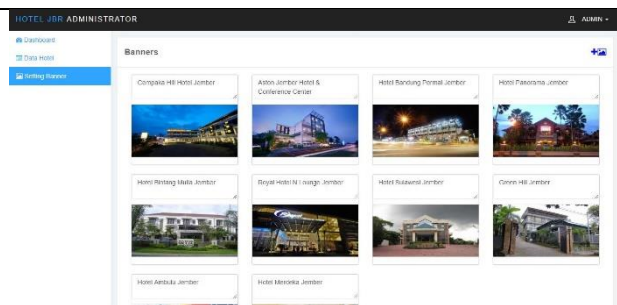 HOTEL JBR ADMINISTRATOR
ADMIN
Dashboard
Data Hotel
Setting Banner
Banners
Cempaka Hill Hotel Jember
Aston Jember Hotel &
Conference Center
Hotel Bandung Permai Jember
Hotel Panorama Jember
Hotel Bintang Mulia Jember
Royal Hotel N Lounge Jember
Hotel Sulawesi Jember
Green Hill Jember
Hotel Ambulu Jember
Hotel Merdeka Jember